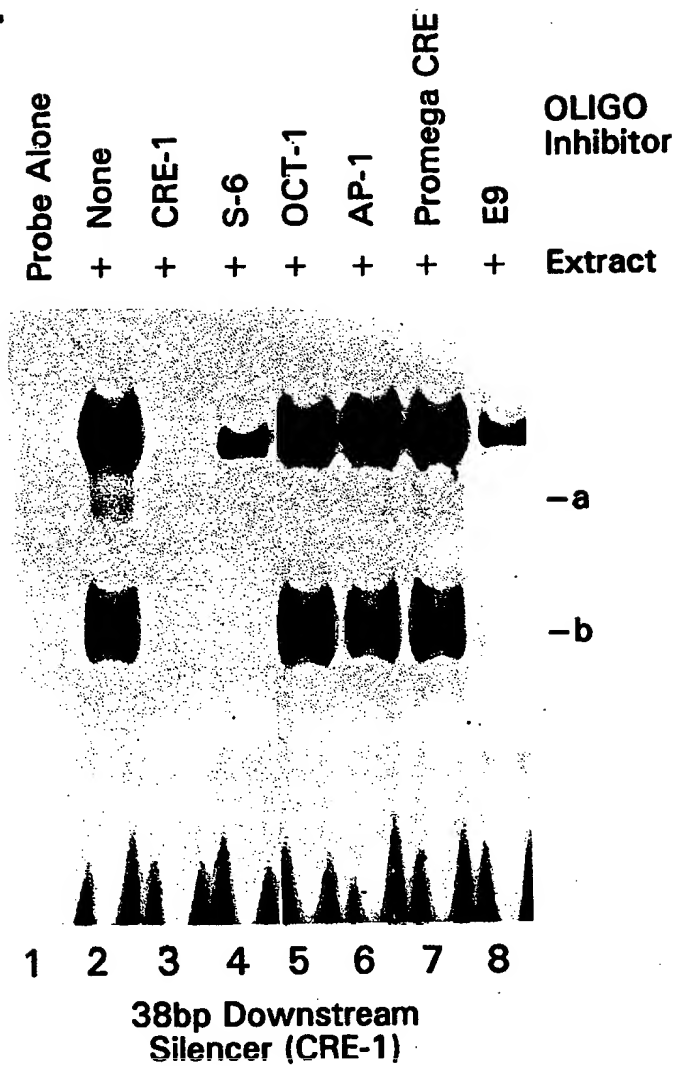 Probe Alone
+ None
+ CRE-1
+ S-6
+ OCT-1
+ AP-1
+ Promega CRE
+ E9
OLIGO
Inhibitor
Extract
-a
-b
1 2 3 4 5 6 7 8
38bp Downstream
Silencer (CRE-1)